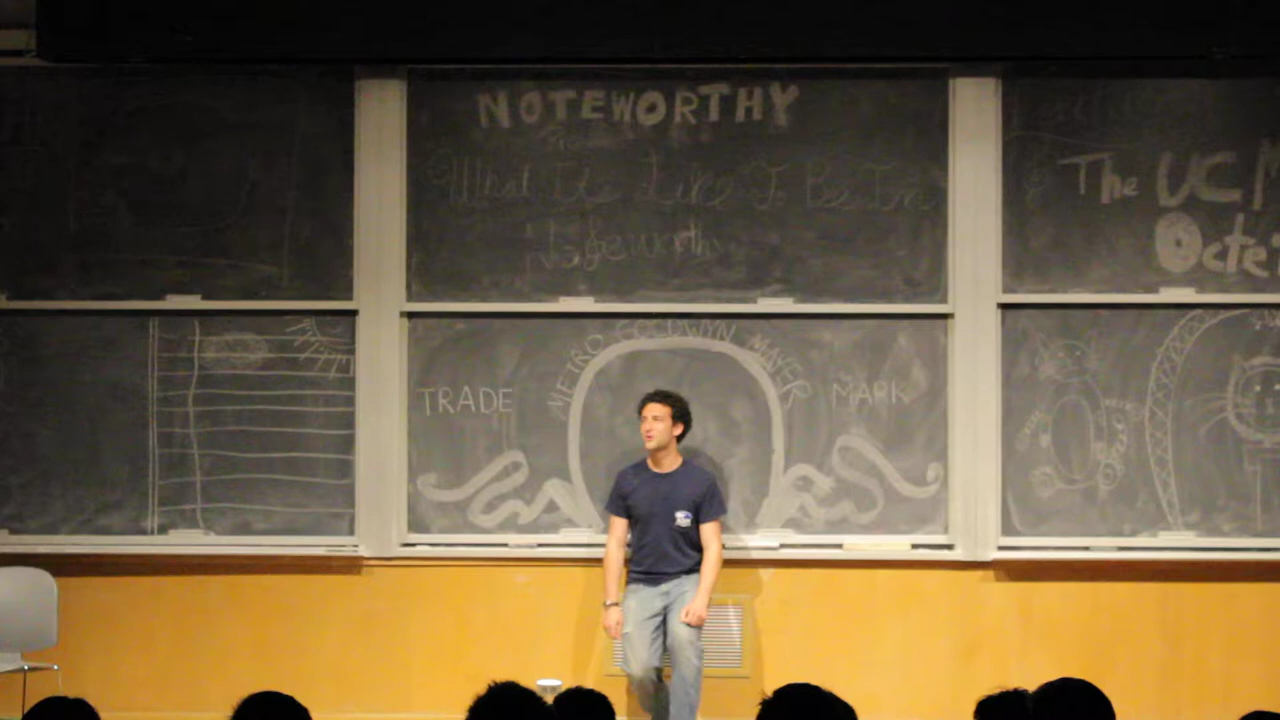 NOTEWORTHY
What It's Like To Be In
Noteworthy
The UC M
Octe
METRO GOLDWYN MAYER
TRADE
MARK